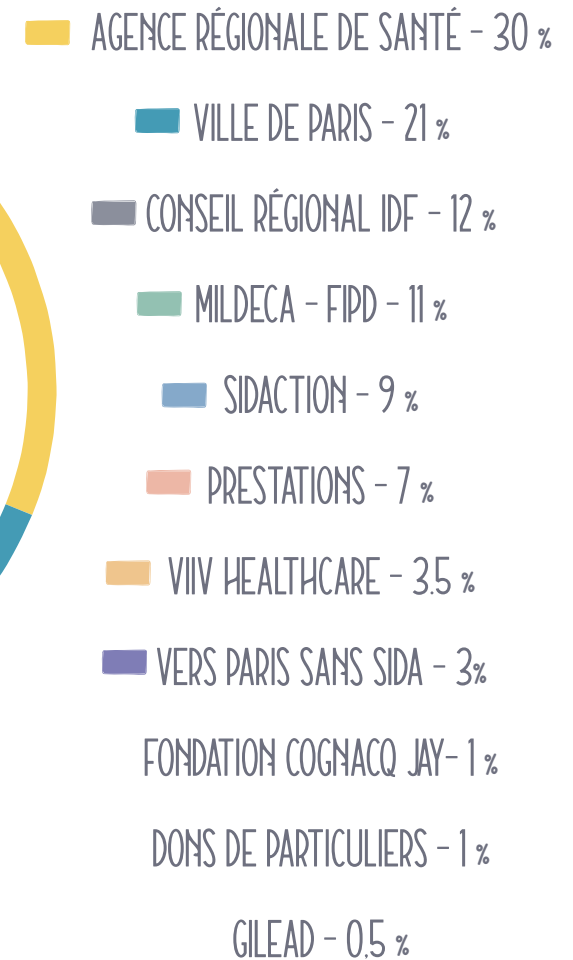 AGENCE RÉGIONALE DE SANTÉ – 30 %
VILLE DE PARIS – 21 %
CONSEIL RÉGIONAL IDF – 12 %
MILDECA – FIPD – 11 %
SIDACTION – 9 %
PRESTATIONS – 7 %
VIIV HEALTHCARE – 3.5 %
VERS PARIS SANS SIDA – 3%
FONDATION COGNACQ JAY– 1 %
DONS DE PARTICULIERS – 1 %
GILEAD – 0,5 %